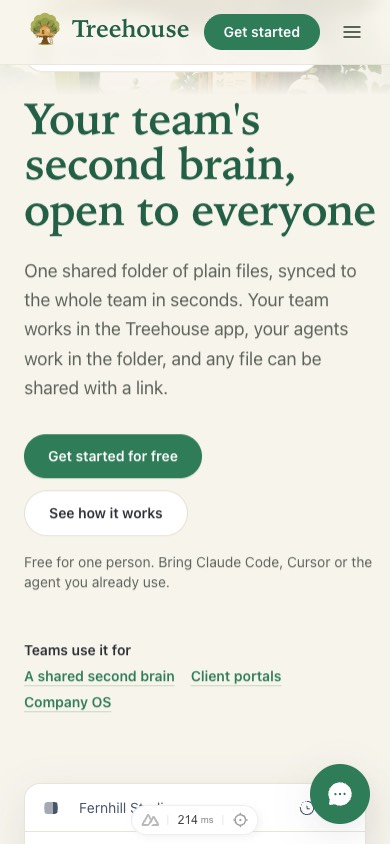 Treehouse
Get started
Your team's
second brain,
open to everyone
One shared folder of plain files, synced to
the whole team in seconds. Your team
works in the Treehouse app, your agents
work in the folder, and any file can be
shared with a link.
Get started for free
See how it works
Free for one person. Bring Claude Code, Cursor or the
agent you already use.
Teams use it for
A shared second brain Client portals
Company OS
Fernhill
214 ms